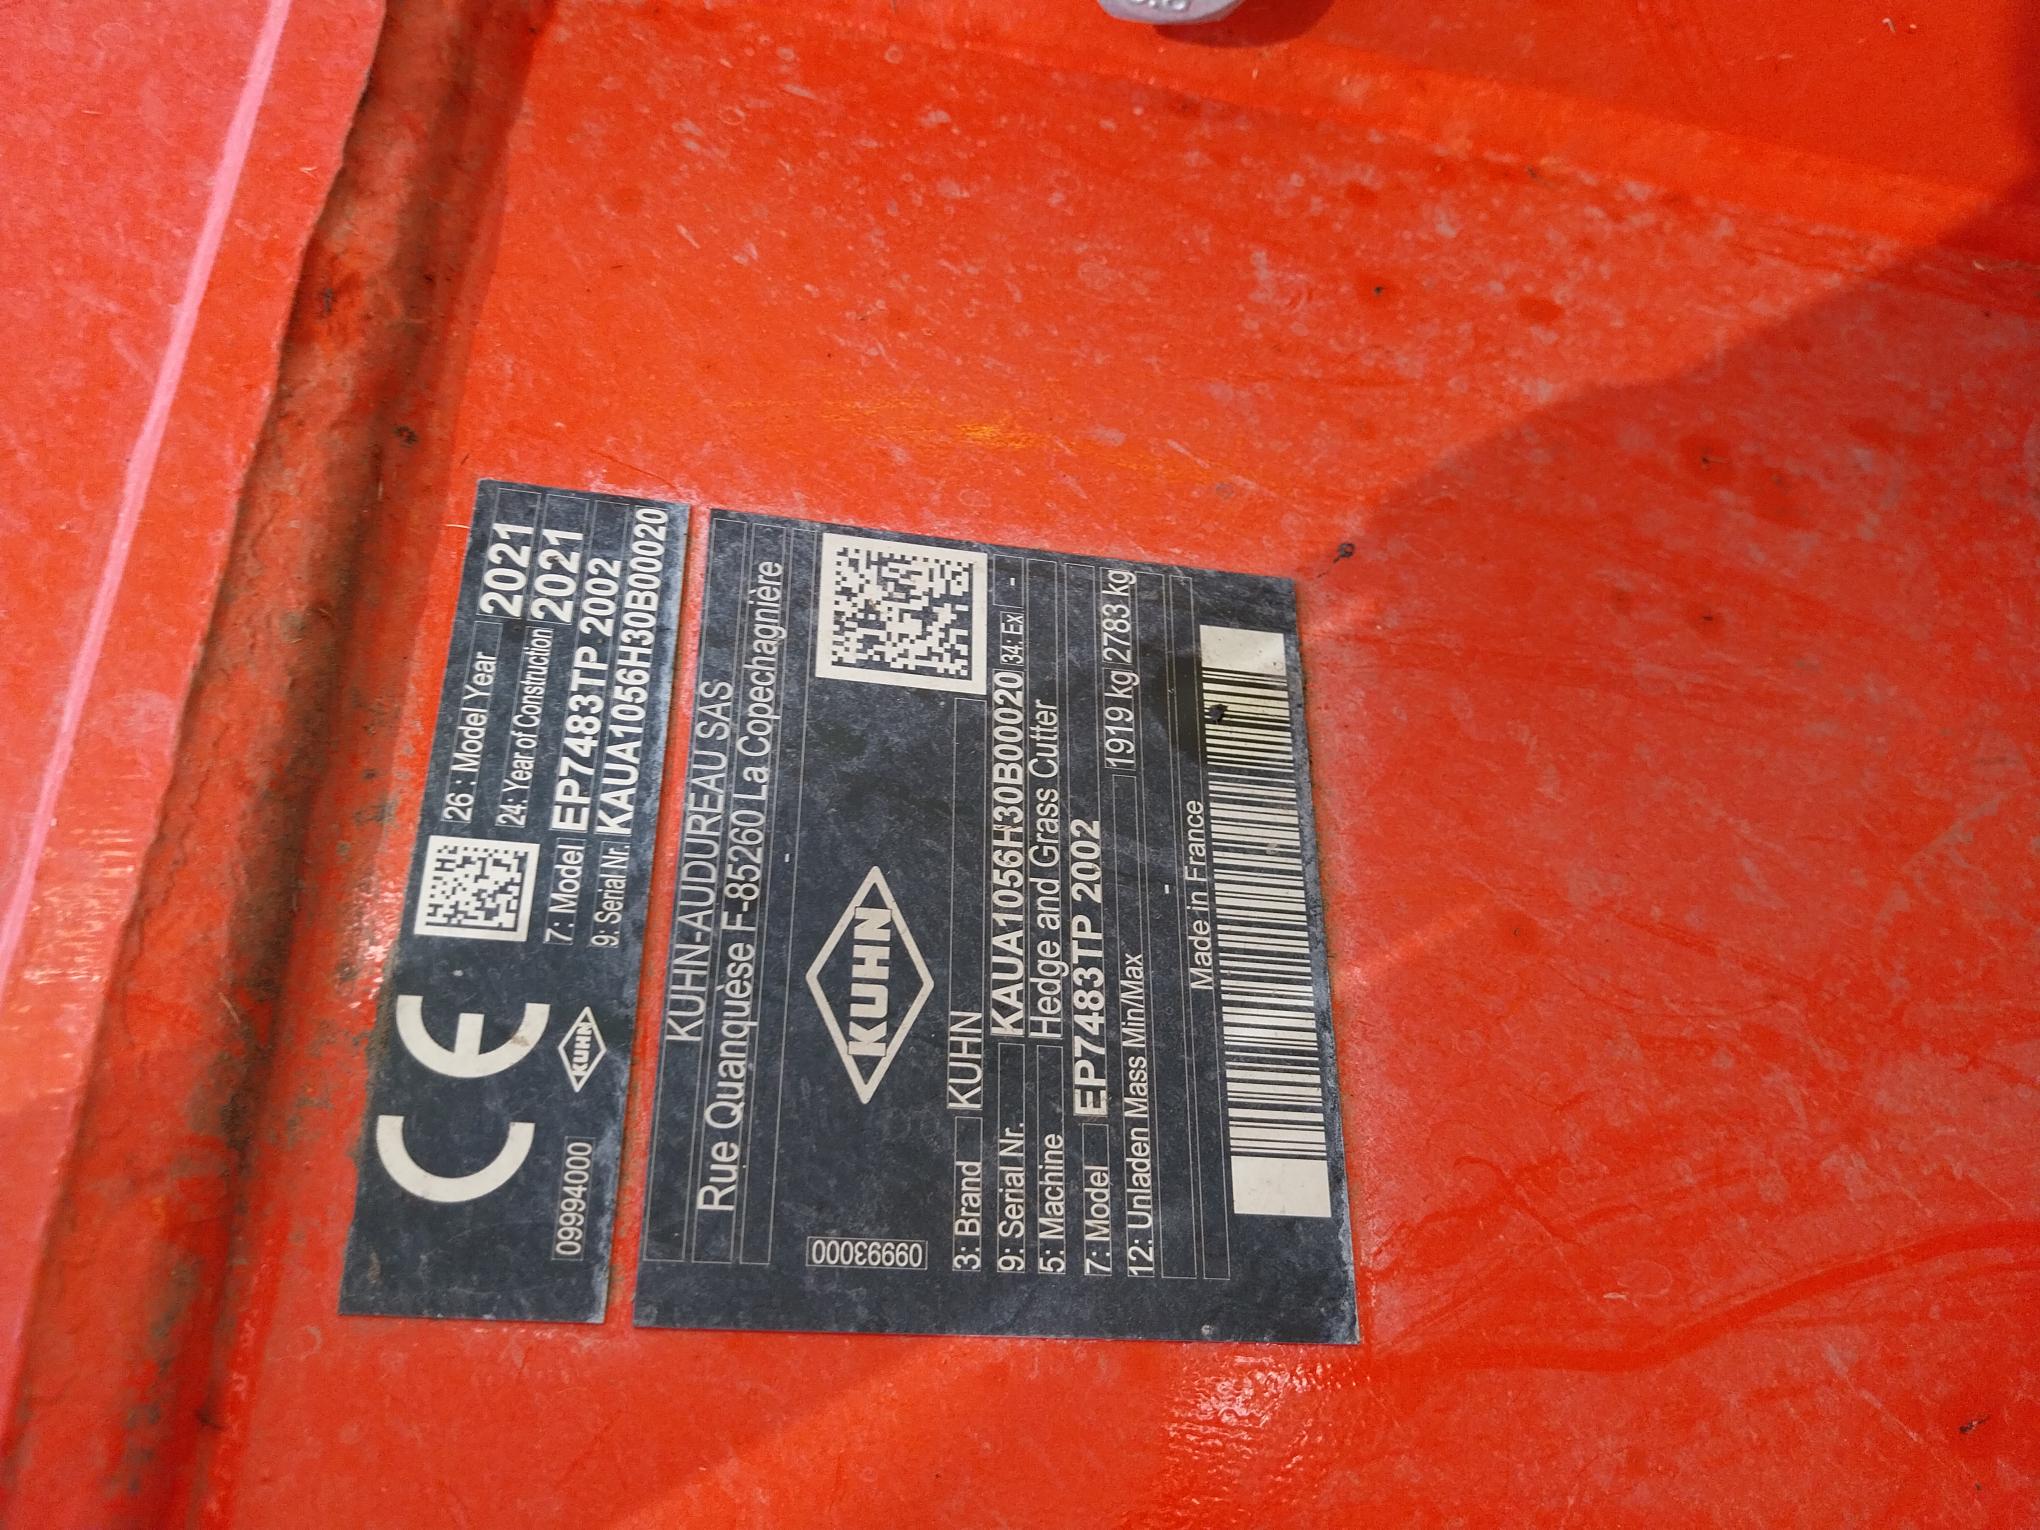 26 : Model Year 2021
24: Year of Construction 2021
7: Model EP7483TP 2002
9: Serial Nr. KAUA1056H30B00020
CE
KUHN
09994000
KUHN-AUDUREAU SAS
Rue Quanquèse F-85260 La Copechagnière
-
KUHN
09993000
3: Brand KUHN
9: Serial Nr. KAUA1056H30B00020 34: Ex -
5: Machine Hedge and Grass Cutter
7: Model EP7483TP 2002
12: Unladen Mass Min/Max 1919 kg 2783 kg
-
Made in France